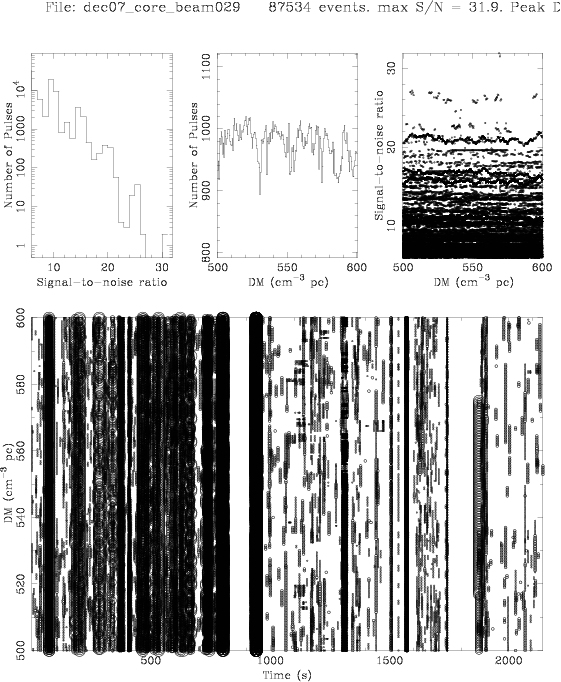 File: dec07_core_beam029 87534 events. max S/N = 31.9. Peak D
Number of Pulses
10⁴
1000
100
10
1
10 20 30
Signal-to-noise ratio
Number of Pulses
1100
1000
900
800
500 550 600
DM (cm⁻³ pc)
Signal-to-noise ratio
30
20
10
500 550 600
DM (cm⁻³ pc)
DM (cm⁻³ pc)
600
580
560
540
520
500
500 1000 1500 2000
Time (s)